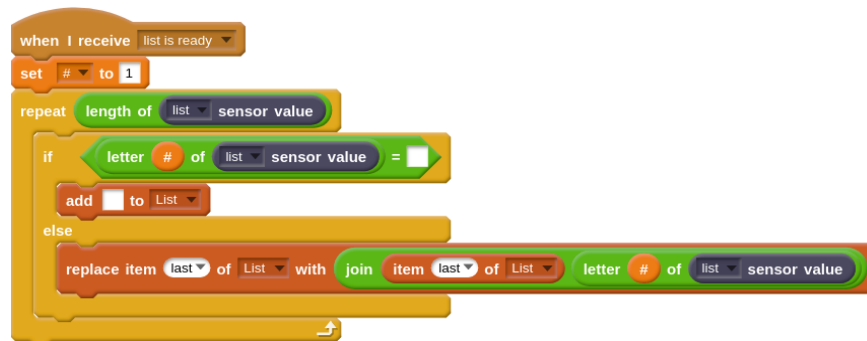 when I receive list is ready
set # to 1
repeat length of list sensor value
if letter # of list sensor value =
add to List
else
replace item last of List with join item last of List letter # of list sensor value